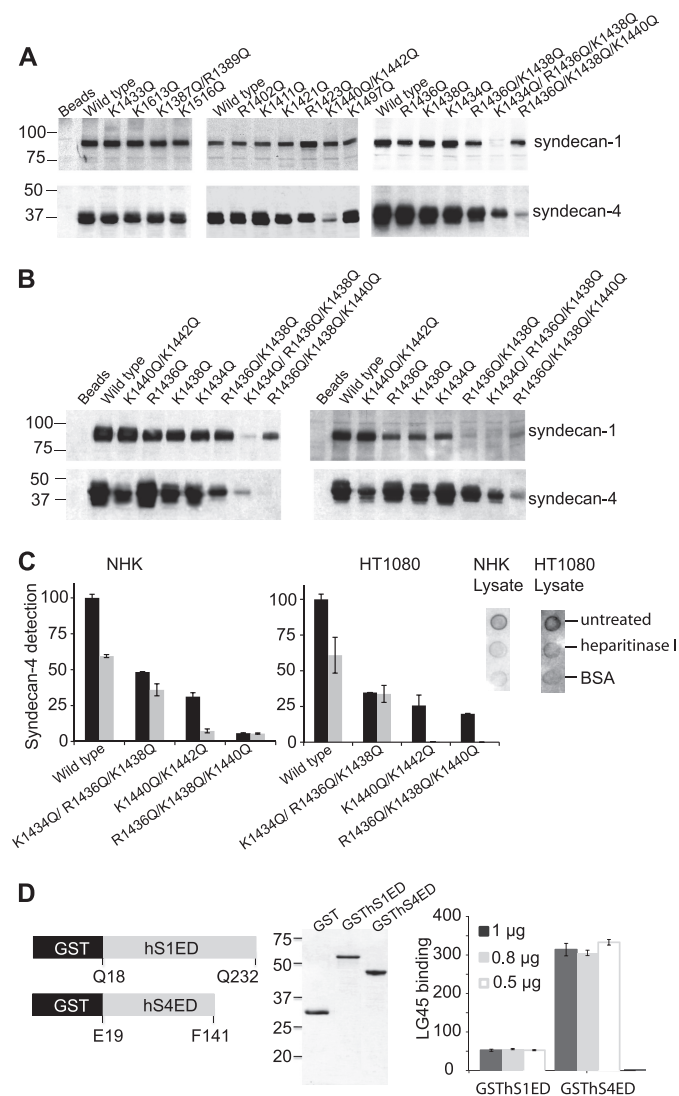 A
Beads
Wild type
K1433Q
K1613Q
K1387Q/R1389Q
K1516Q
Wild type
R1402Q
K1411Q
K1421Q
R1423Q
K1440Q/K1442Q
K1497Q
Wild type
R1436Q
K1438Q
K1434Q
R1436Q/K1438Q
K1434Q/ R1436Q/K1438Q
R1436Q/K1438Q/K1440Q
100
75
syndecan-1
50
37
syndecan-4
B
Beads
Wild type
K1440Q/K1442Q
R1436Q
K1438Q
K1434Q
R1436Q/K1438Q
K1434Q/ R1436Q/K1438Q
R1436Q/K1438Q/K1440Q
Beads
Wild type
K1440Q/K1442Q
R1436Q
K1438Q
K1434Q
R1436Q/K1438Q
K1434Q/ R1436Q/K1438Q
R1436Q/K1438Q/K1440Q
100
75
syndecan-1
50
37
syndecan-4
C
NHK
HT1080
NHK Lysate
HT1080 Lysate
untreated
heparitinase I
BSA
Syndecan-4 detection
100
75
50
25
0
Wild type
K1434Q/ R1436Q/K1438Q
K1440Q/K1442Q
R1436Q/K1438Q/K1440Q
100
75
50
25
0
Wild type
K1434Q/ R1436Q/K1438Q
K1440Q/K1442Q
R1436Q/K1438Q/K1440Q
D
GST hS1ED
Q18 Q232
GST hS4ED
E19 F141
GST
GSThS1ED
GSThS4ED
75
50
37
25
20
LG45 binding
400
300
200
100
0
1 µg
0.8 µg
0.5 µg
GSThS1ED GSThS4ED